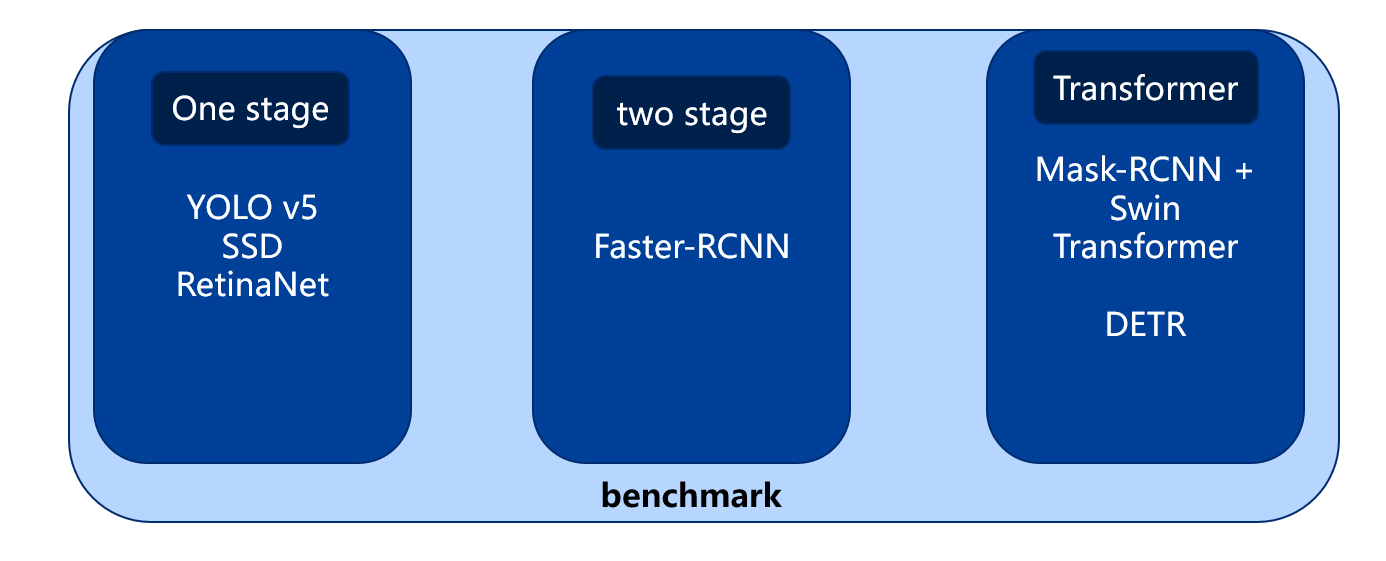 One stage
YOLO v5
SSD
RetinaNet
two stage
Faster-RCNN
Transformer
Mask-RCNN +
Swin
Transformer
DETR
benchmark